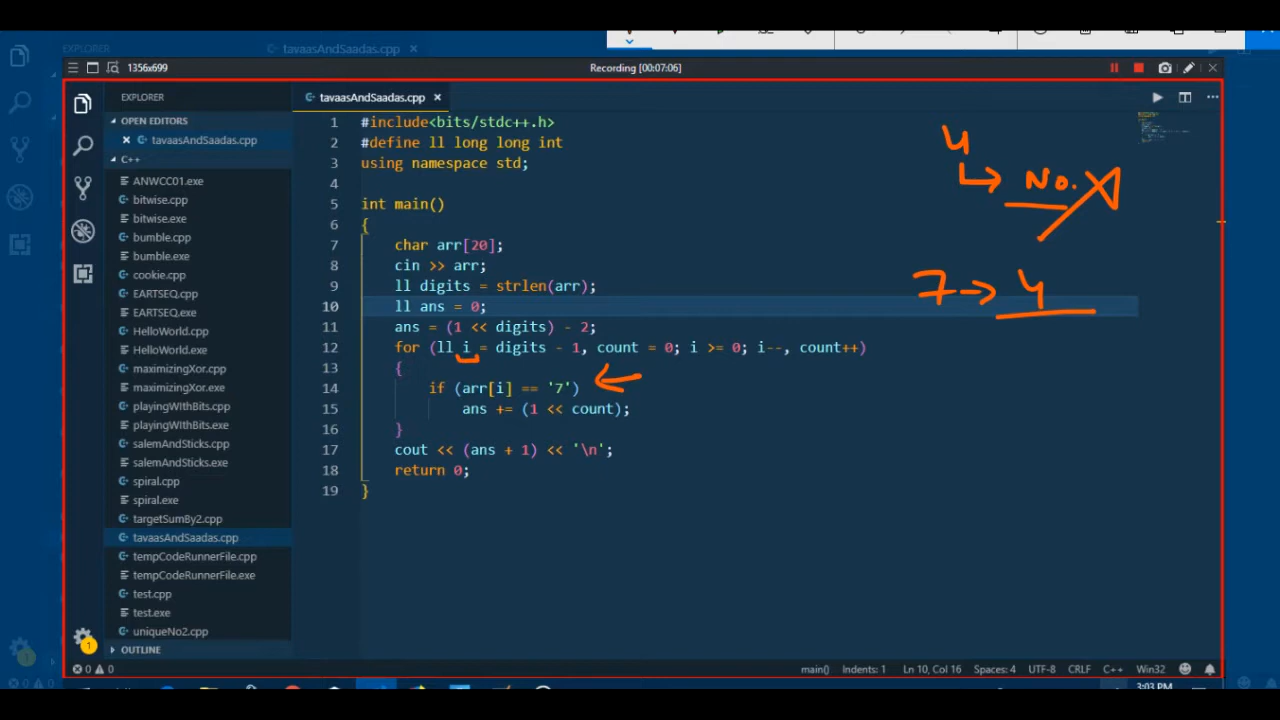 EXPLORER
tavaasAndSaadas.cpp ×
1356x699
Recording [00:07:06]
EXPLORER
OPEN EDITORS
× tavaasAndSaadas.cpp
C++
ANWCC01.exe
bitwise.cpp
bitwise.exe
bumble.cpp
bumble.exe
cookie.cpp
EARTSEQ.cpp
EARTSEQ.exe
HelloWorld.cpp
HelloWorld.exe
maximizingXor.cpp
maximizingXor.exe
playingWIthBits.cpp
playingWIthBits.exe
salemAndSticks.cpp
salemAndSticks.exe
spiral.cpp
spiral.exe
targetSumBy2.cpp
tavaasAndSaadas.cpp
tempCodeRunnerFile.cpp
tempCodeRunnerFile.exe
test.cpp
test.exe
uniqueNo2.cpp
OUTLINE
tavaasAndSaadas.cpp ×
1 #include<bits/stdc++.h>
2 #define ll long long int
3 using namespace std;
4
5 int main()
6 {
7 char arr[20];
8 cin >> arr;
9 ll digits = strlen(arr);
10 ll ans = 0;
11 ans = (1 << digits) - 2;
12 for (ll i = digits - 1, count = 0; i >= 0; i--, count++)
13 {
14 if (arr[i] == '7')
15 ans += (1 << count);
16 }
17 cout << (ans + 1) << '\n';
18 return 0;
19 }
4
→ No.
7 → 4
0 0
main() Indents: 1 Ln 10, Col 16 Spaces: 4 UTF-8 CRLF C++ Win32
1
3:03 PM